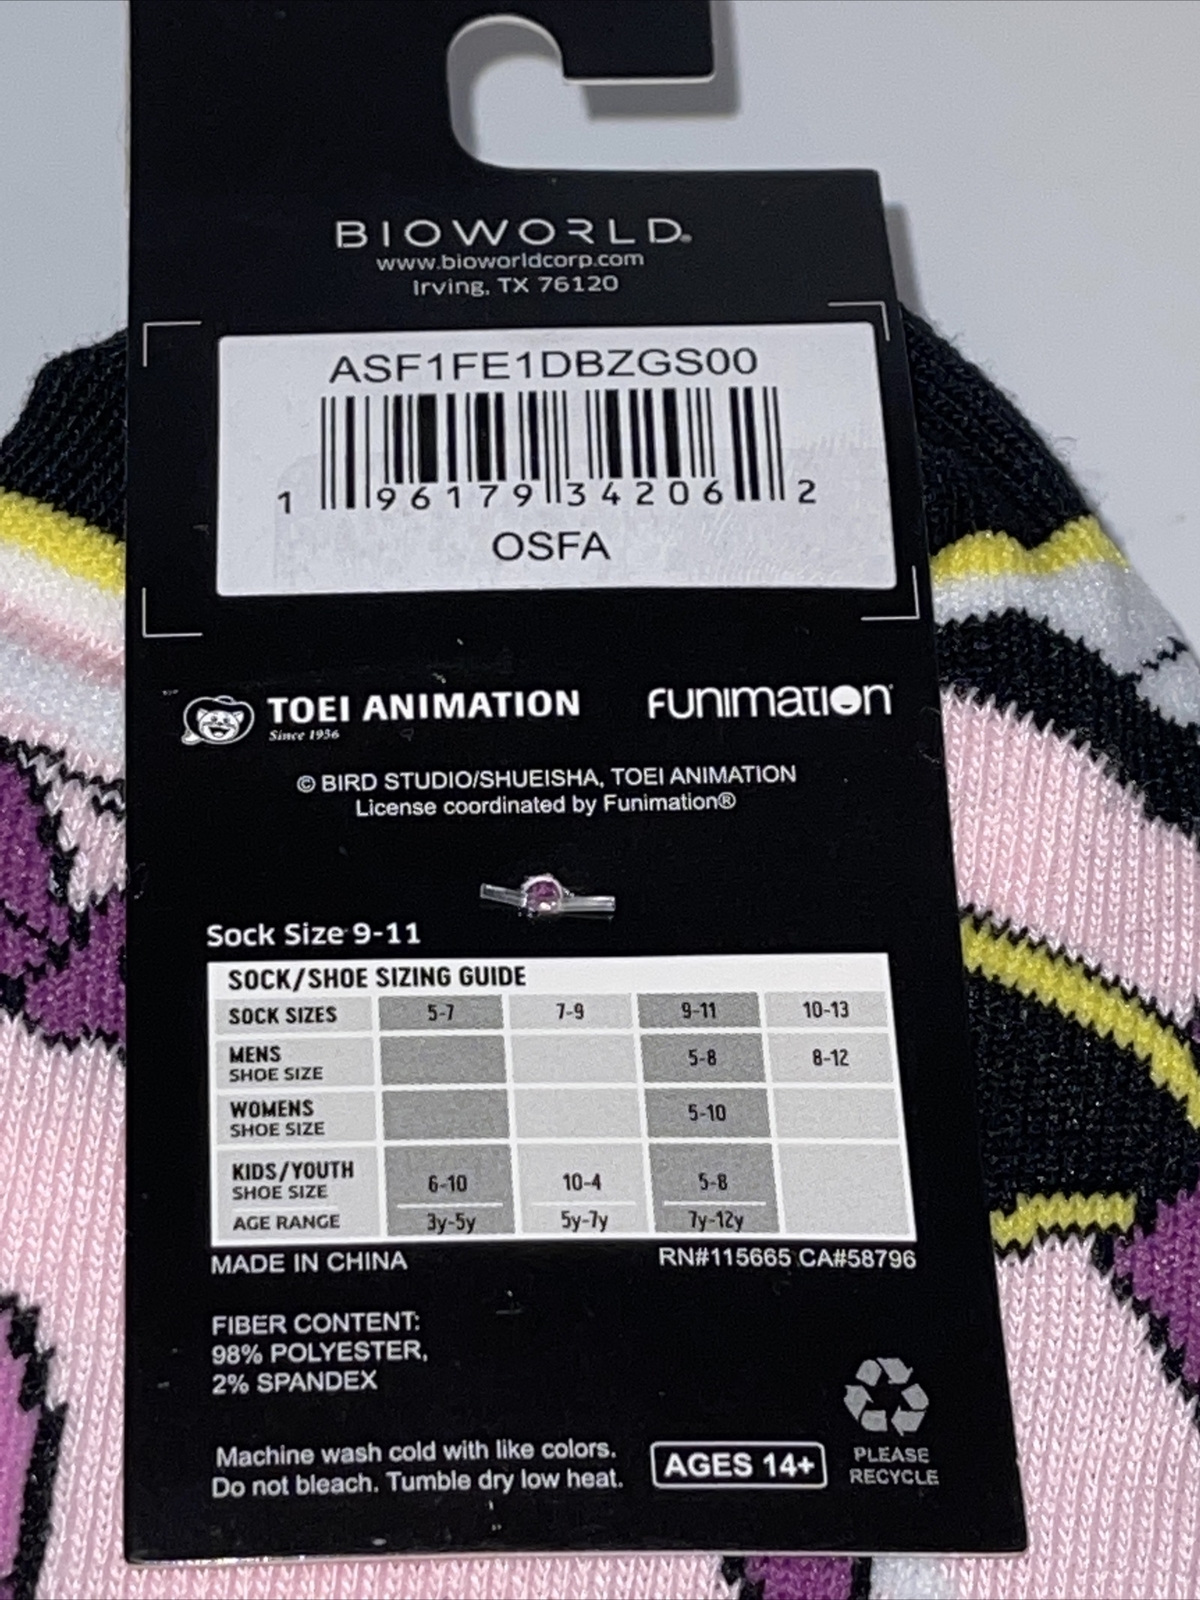 BIOWORLD®
www.bioworldcorp.com
Irving, TX 76120
ASF1FE1DBZGS00
1 96179 34206 2
OSFA
TOEI ANIMATION
Since 1956
FUNIMATION
© BIRD STUDIO/SHUEISHA, TOEI ANIMATION
License coordinated by Funimation®
Sock Size 9-11
SOCK/SHOE SIZING GUIDE
SOCK SIZES 5-7 7-9 9-11 10-13
MENS SHOE SIZE 5-8 8-12
WOMENS SHOE SIZE 5-10
KIDS/YOUTH SHOE SIZE 6-10 10-4 5-8
AGE RANGE 3y-5y 5y-7y 7y-12y
MADE IN CHINA RN#115665 CA#58796
FIBER CONTENT:
98% POLYESTER,
2% SPANDEX
Machine wash cold with like colors.
Do not bleach. Tumble dry low heat.
AGES 14+
PLEASE
RECYCLE